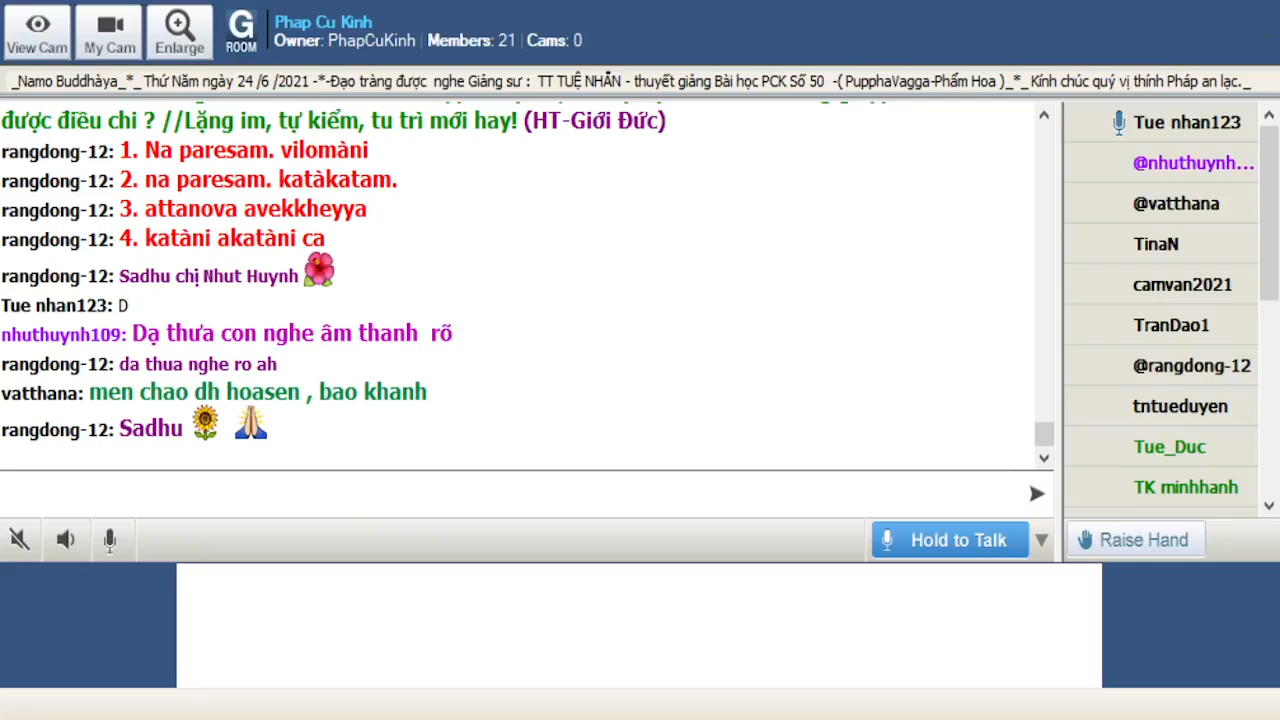 View Cam
My Cam
Enlarge
G
ROOM
Phap Cu Kinh
Owner: PhapCuKinh | Members: 21 | Cams: 0
_Namo Buddhàya_*_ Thứ Năm ngày 24 /6 /2021 -*-Đạo tràng được nghe Giảng sư : TT TUỆ NHẪN - thuyết giảng Bài học PCK Số 50 -( PupphaVagga-Phẩm Hoa )_*_ Kính chúc quý vị thính Pháp an lạc._
được điều chi ? //Lặng im, tự kiểm, tu trì mới hay! (HT-Giới Đức)
rangdong-12: 1. Na paresam. vilomàni
rangdong-12: 2. na paresam. katàkatam.
rangdong-12: 3. attanova avekkheyya
rangdong-12: 4. katàni akatàni ca
rangdong-12: Sadhu chị Nhut Huynh
Tue nhan123: D
nhuthuynh109: Dạ thưa con nghe âm thanh rõ
rangdong-12: da thua nghe ro ah
vatthana: men chao dh hoasen , bao khanh
rangdong-12: Sadhu
Tue nhan123
@nhuthuynh...
@vatthana
TinaN
camvan2021
TranDao1
@rangdong-12
tntueduyen
Tue_Duc
TK minhhanh
Hold to Talk
Raise Hand